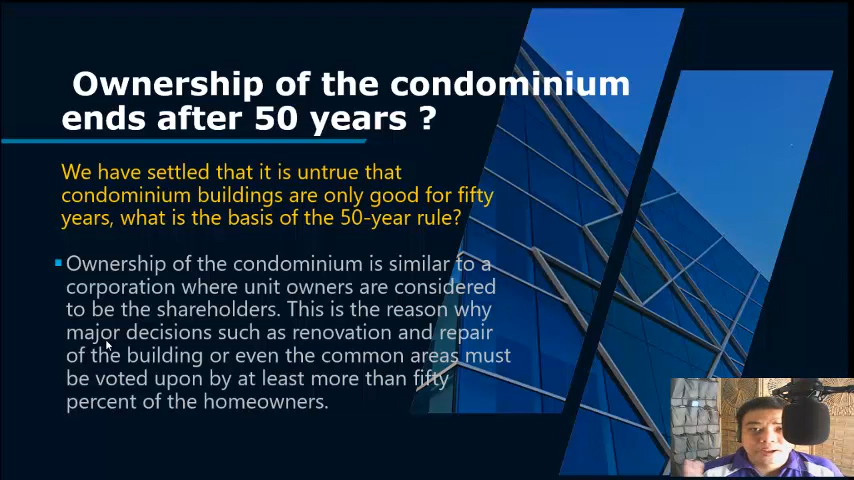 Ownership of the condominium
ends after 50 years ?
We have settled that it is untrue that
condominium buildings are only good for fifty
years, what is the basis of the 50-year rule?
Ownership of the condominium is similar to a
corporation where unit owners are considered
to be the shareholders. This is the reason why
major decisions such as renovation and repair
of the building or even the common areas must
be voted upon by at least more than fifty
percent of the homeowners.